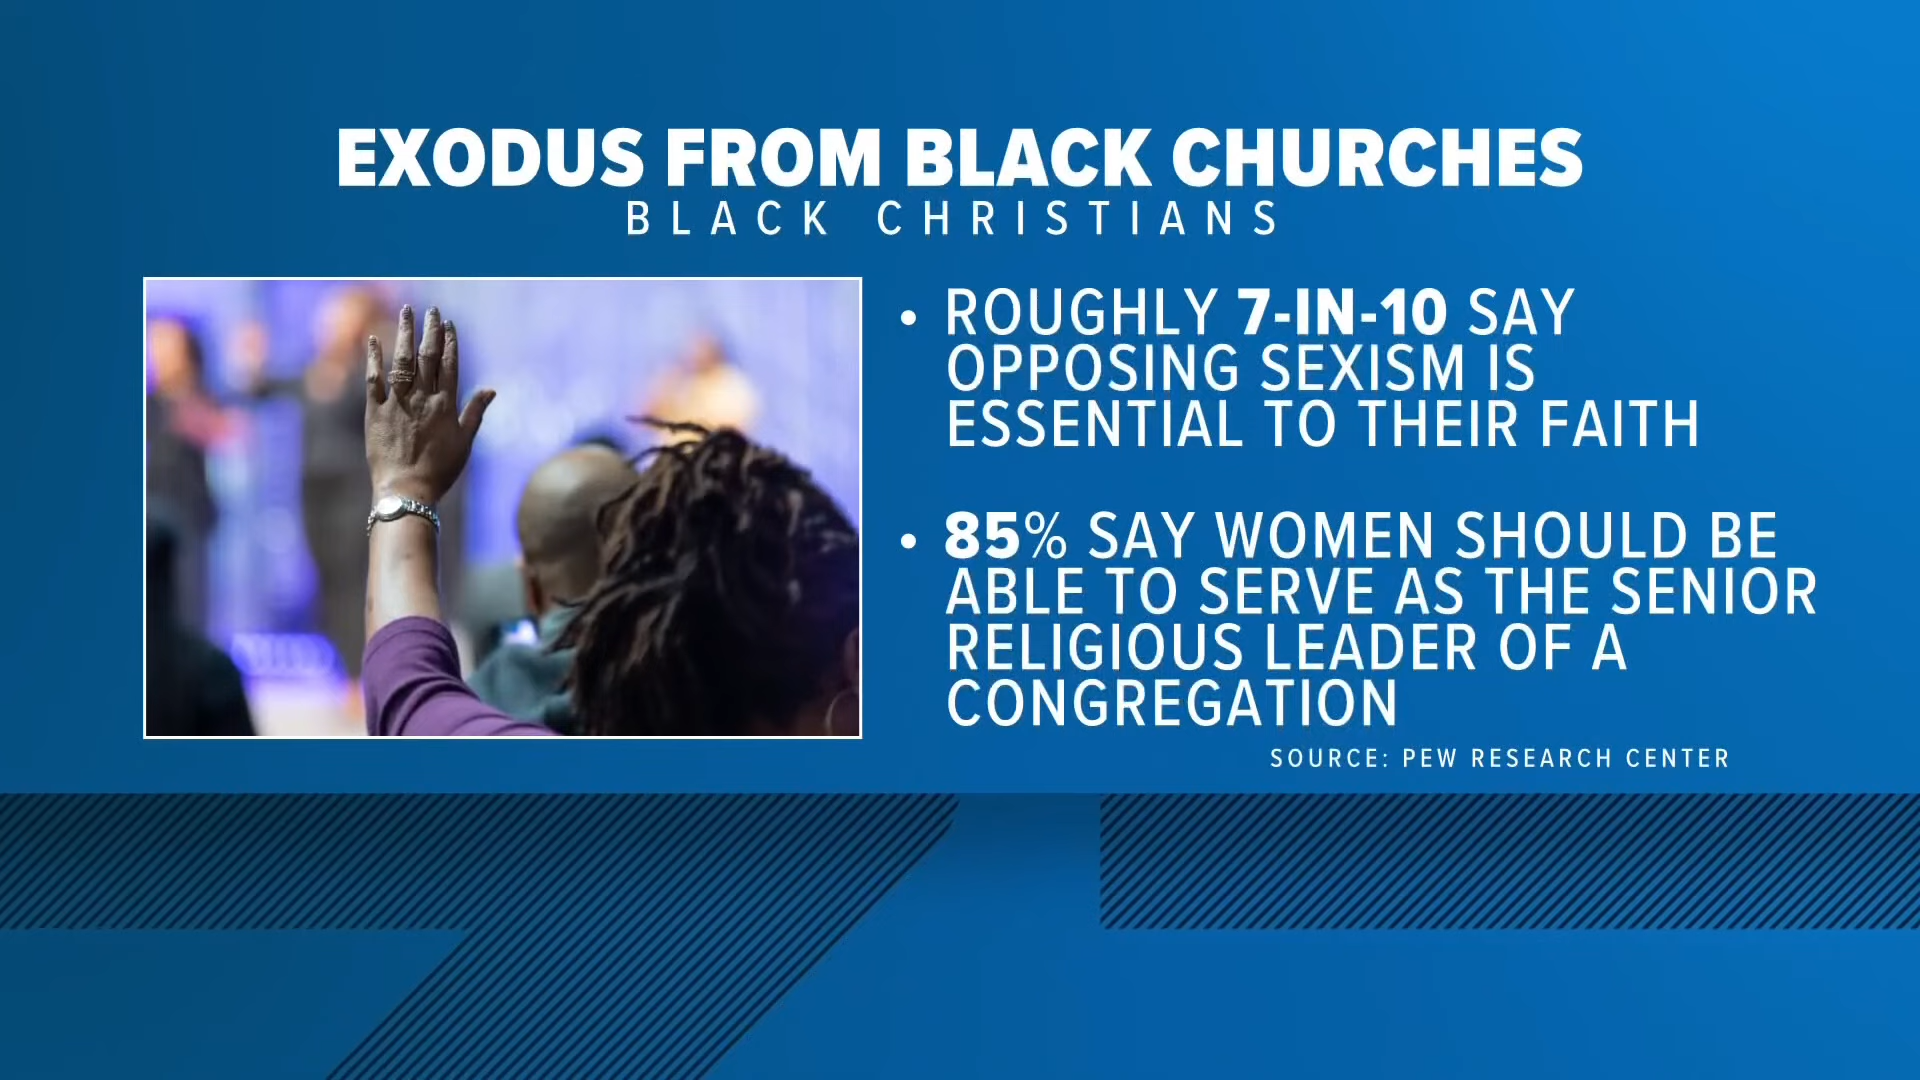 EXODUS FROM BLACK CHURCHES
BLACK CHRISTIANS
• ROUGHLY 7-IN-10 SAY
OPPOSING SEXISM IS
ESSENTIAL TO THEIR FAITH
• 85% SAY WOMEN SHOULD BE
ABLE TO SERVE AS THE SENIOR
RELIGIOUS LEADER OF A
CONGREGATION
SOURCE: PEW RESEARCH CENTER